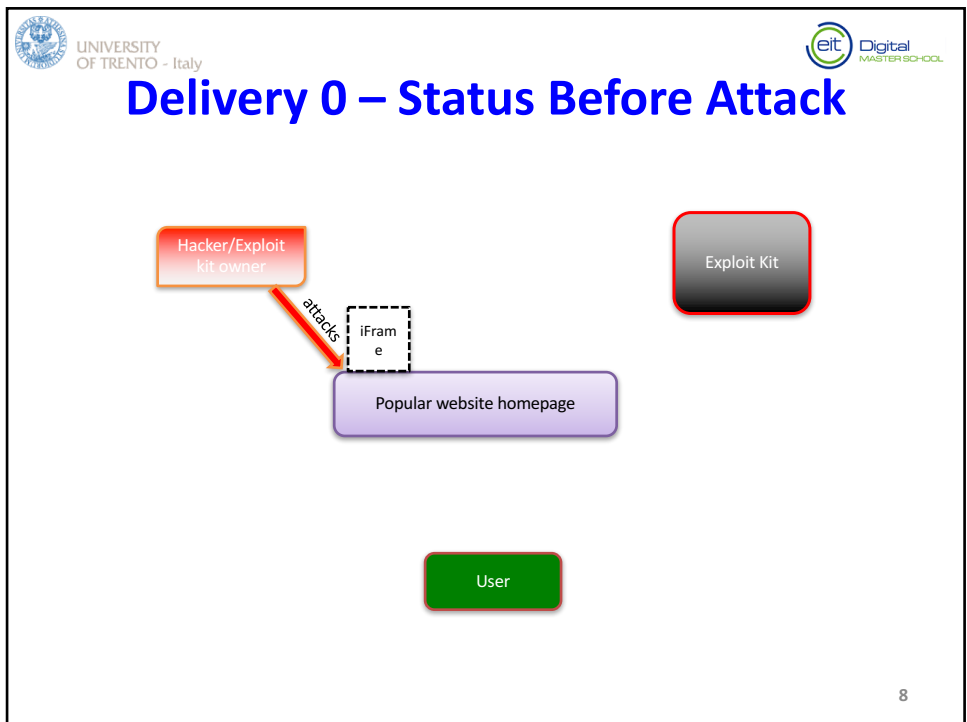 UNIVERSITY
OF TRENTO - Italy
eit Digital
MASTER SCHOOL
Delivery 0 – Status Before Attack
Hacker/Exploit
kit owner
Exploit Kit
attacks
iFram
e
Popular website homepage
User
8